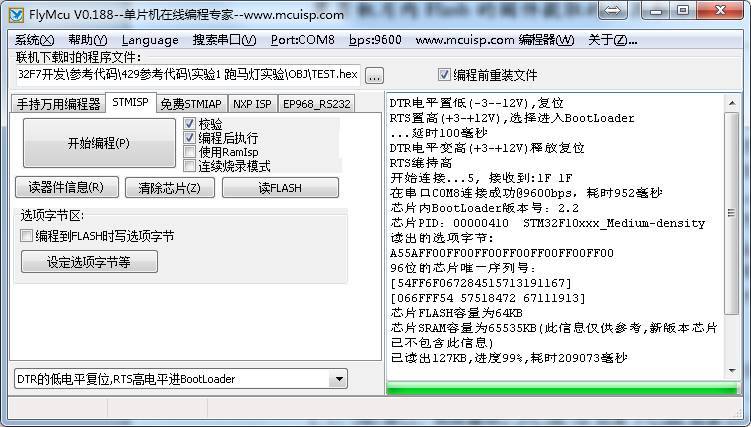 FlyMcu V0.188--单片机在线编程专家--www.mcuisp.com
系统(X) 帮助(Y) Language 搜索串口(V) Port:COM8 bps:9600 www.mcuisp.com 编程器(W) 关于(Z)...
联机下载时的程序文件:
32F7开发\参考代码\429参考代码\实验1 跑马灯实验\OBJ\TEST.hex ... 编程前重装文件
手持万用编程器 STMISP 免费STMIAP NXP ISP EP968_RS232
开始编程(P)
校验
编程后执行
使用RamIsp
连续烧录模式
读器件信息(R) 清除芯片(Z) 读FLASH
选项字节区:
编程到FLASH时写选项字节
设定选项字节等
DTR的低电平复位,RTS高电平进BootLoader
DTR电平置低(-3--12V),复位
RTS置高(+3-+12V),选择进入BootLoader
...延时100毫秒
DTR电平变高(+3-+12V)释放复位
RTS维持高
开始连接...5, 接收到:1F 1F
在串口COM8连接成功@9600bps, 耗时952毫秒
芯片内BootLoader版本号: 2.2
芯片PID: 00000410 STM32F10xxx_Medium-density
读出的选项字节:
A55AFF00FF00FF00FF00FF00FF00FF00
96位的芯片唯一序列号:
[54FF6F067284515713191167]
[066FFF54 57518472 67111913]
芯片FLASH容量为64KB
芯片SRAM容量为65535KB(此信息仅供参考,新版本芯片
已不包含此信息)
已读出127KB,进度99%,耗时209073毫秒